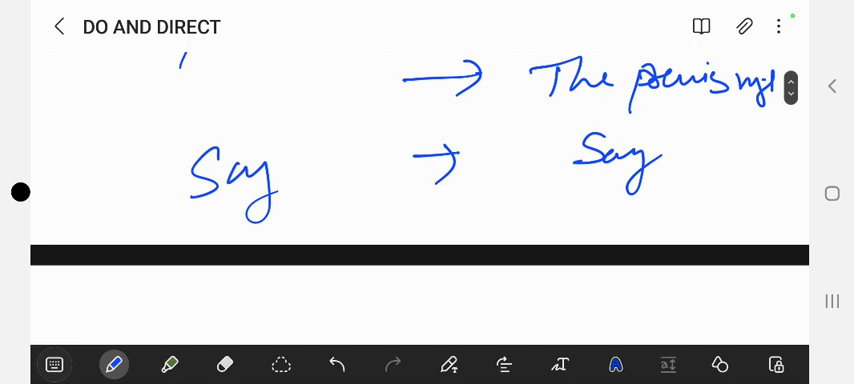 DO AND DIRECT
→ The
Say → Say